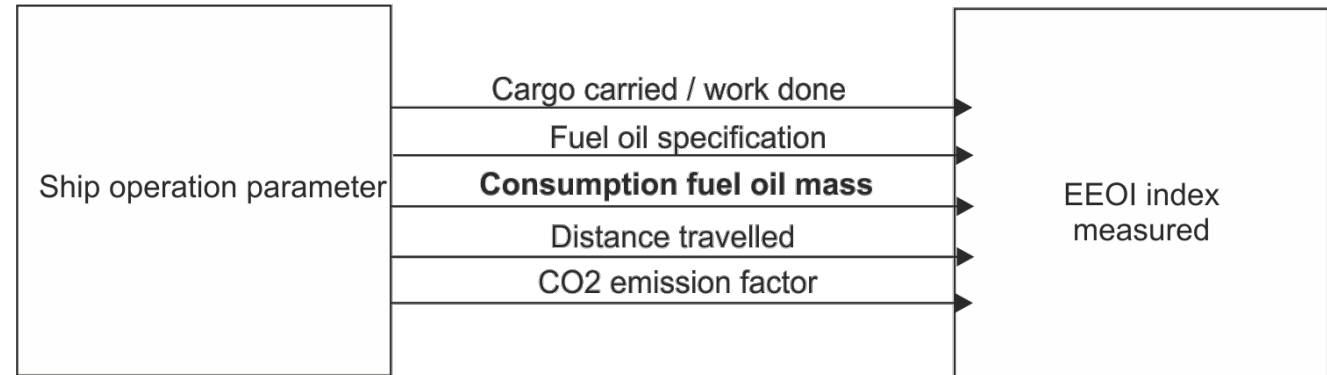 Cargo carried / work done
Fuel oil specification
Ship operation parameter
Consumption fuel oil mass
EEOI index
measured
Distance travelled
CO2 emission factor